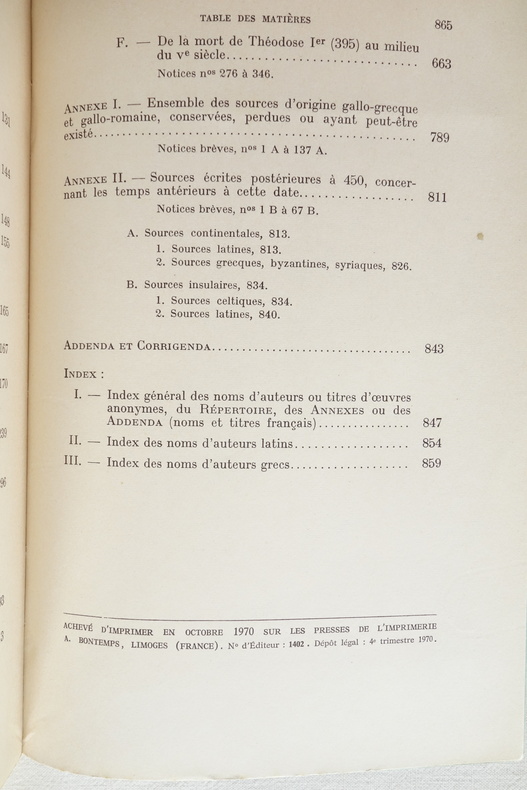 TABLE DES MATIÈRES 865
F. — De la mort de Théodose Ier (395) au milieu
du ve siècle........................ 663
Notices nos 276 à 346.
ANNEXE I. — Ensemble des sources d'origine gallo-grecque
et gallo-romaine, conservées, perdues ou ayant peut-être
existé........................ 789
Notices brèves, nos 1 A à 137 A.
ANNEXE II. — Sources écrites postérieures à 450, concer-
nant les temps antérieurs à cette date.................. 811
Notices brèves, nos 1 B à 67 B.
A. Sources continentales, 813.
1. Sources latines, 813.
2. Sources grecques, byzantines, syriaques, 826.
B. Sources insulaires, 834.
1. Sources celtiques, 834.
2. Sources latines, 840.
ADDENDA ET CORRIGENDA................................ 843
INDEX :
I. — Index général des noms d'auteurs ou titres d'œuvres
anonymes, du RÉPERTOIRE, des ANNEXES ou des
ADDENDA (noms et titres français)............... 847
II. — Index des noms d'auteurs latins................... 854
III. — Index des noms d'auteurs grecs................... 859
ACHEVÉ D'IMPRIMER EN OCTOBRE 1970 SUR LES PRESSES DE L'IMPRIMERIE
A. BONTEMPS, LIMOGES (FRANCE). No d'Éditeur : 1402. Dépôt légal : 4e trimestre 1970.